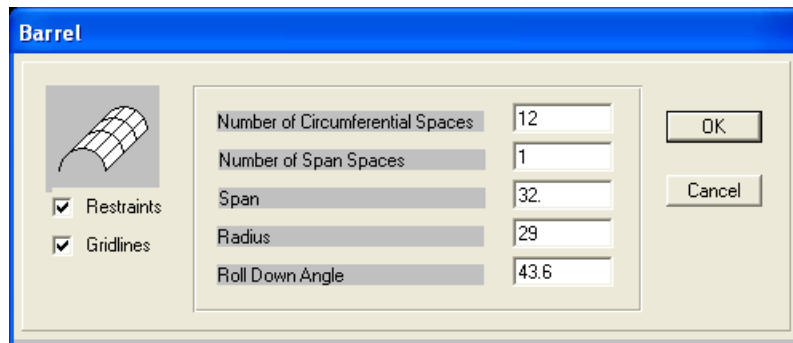 Barrel
Number of Circumferential Spaces 12
Number of Span Spaces 1
Span 32.
Radius 29
Roll Down Angle 43.6
Restraints
Gridlines
OK
Cancel